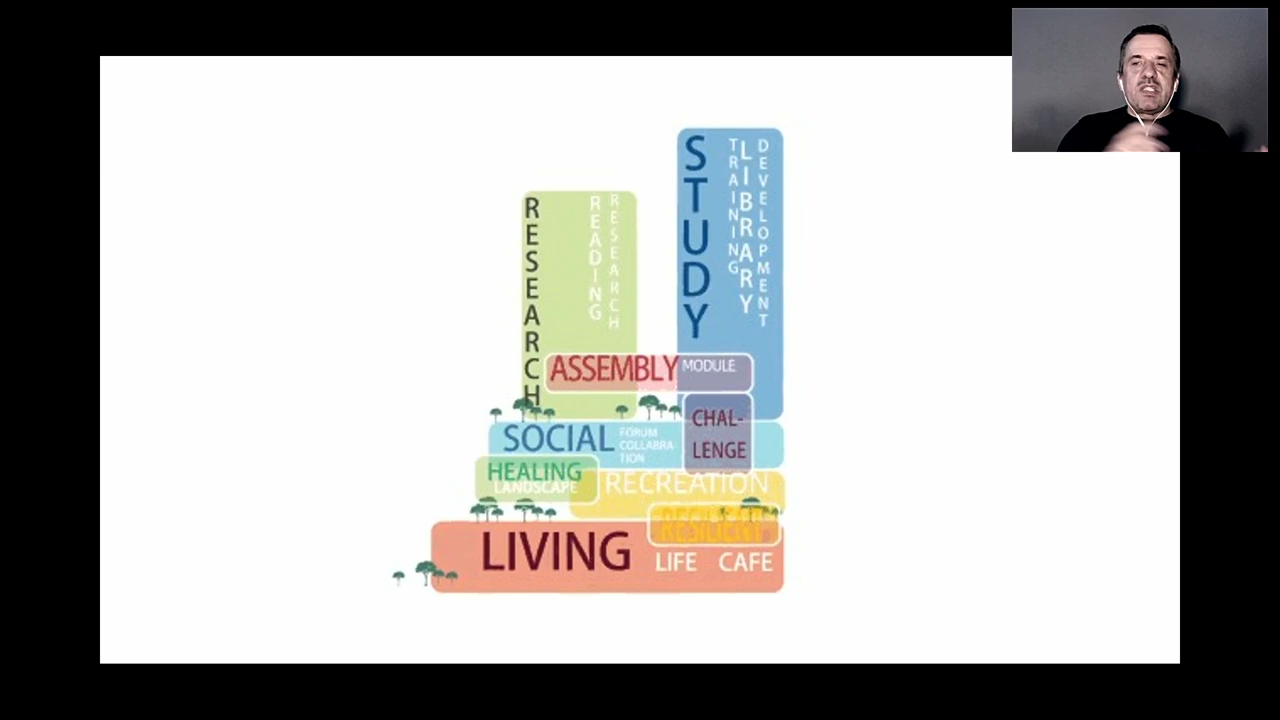 STUDY
TRAINING
LIBRARY
DEVELOPMENT
RESEARCH
READING
RESEARCH
ASSEMBLY MODULE
CHAL-
LENGE
SOCIAL
FORUM
COLLABRA-
TION
HEALING
LANDSCAPE
RECREATION
RESILIENT
LIVING
LIFE CAFE